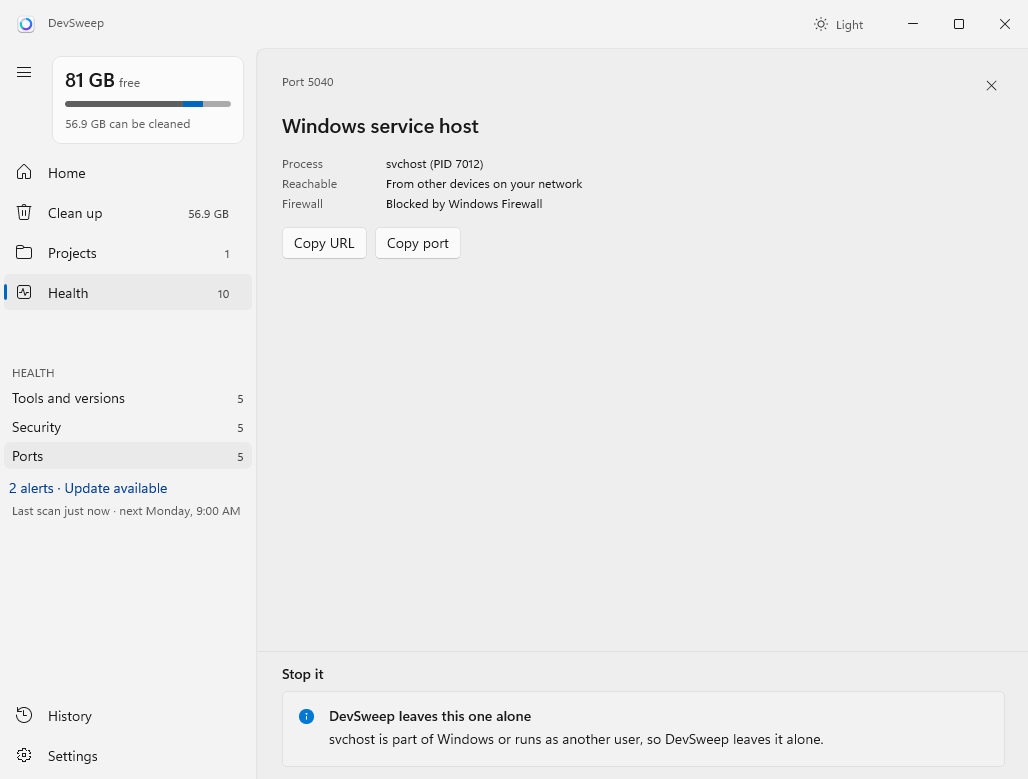 DevSweep
Light
81 GB free
56.9 GB can be cleaned
Home
Clean up 56.9 GB
Projects 1
Health 10
HEALTH
Tools and versions 5
Security 5
Ports 5
2 alerts · Update available
Last scan just now · next Monday, 9:00 AM
History
Settings
Port 5040
Windows service host
Process svchost (PID 7012)
Reachable From other devices on your network
Firewall Blocked by Windows Firewall
Copy URL Copy port
Stop it
DevSweep leaves this one alone
svchost is part of Windows or runs as another user, so DevSweep leaves it alone.